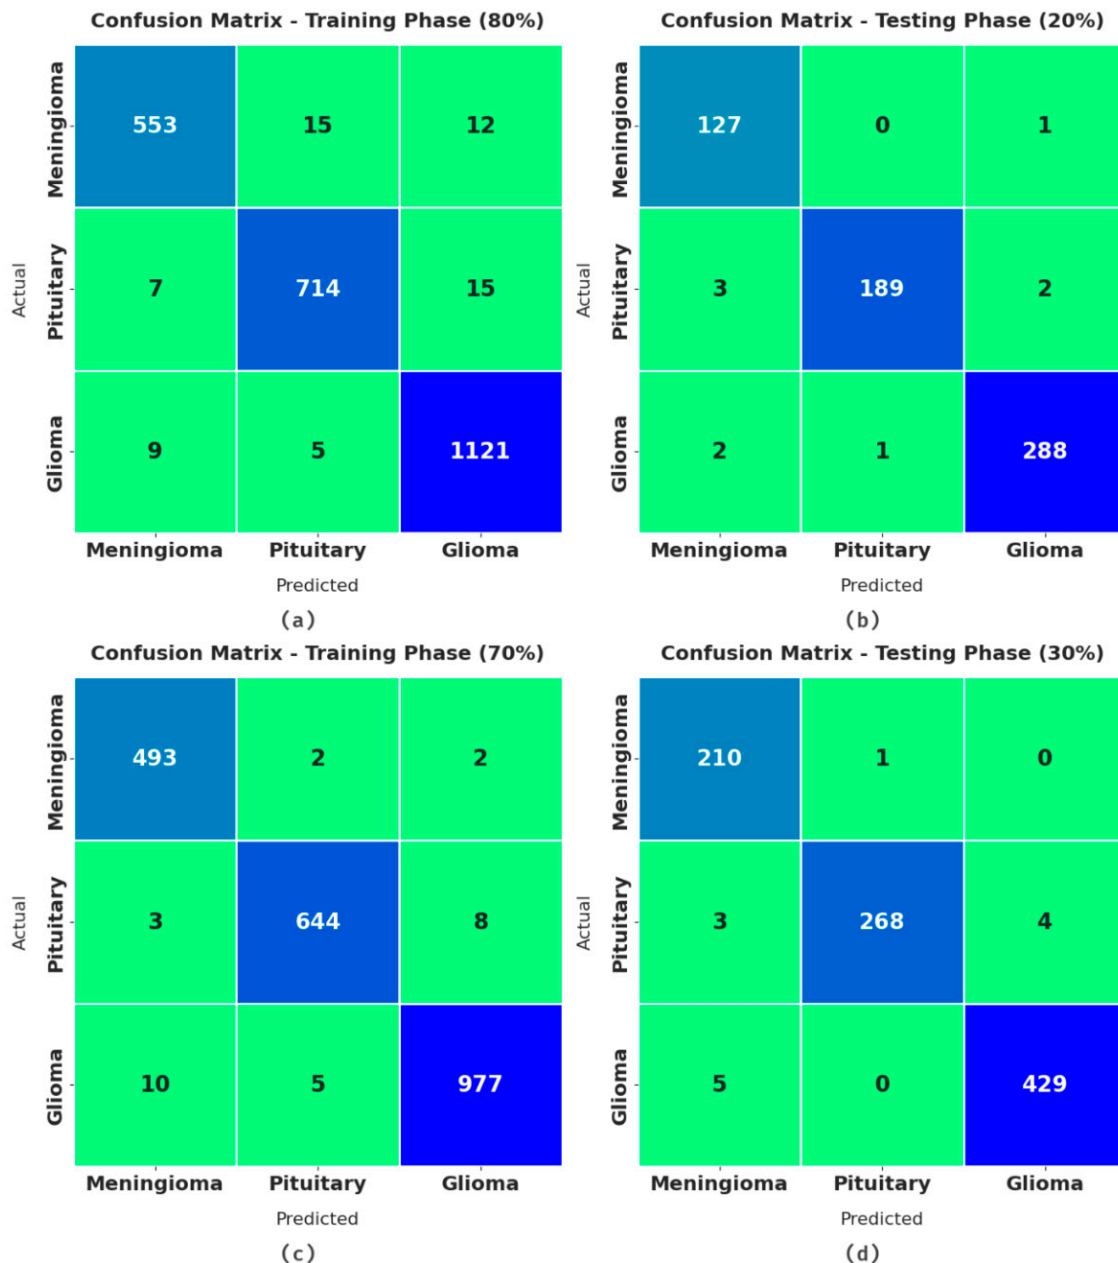 Confusion Matrix - Training Phase (80%)
Meningioma 553 15 12
Actual
Pituitary 7 714 15
Glioma 9 5 1121
Meningioma Pituitary Glioma
Predicted
(a)
Confusion Matrix - Testing Phase (20%)
Meningioma 127 0 1
Actual
Pituitary 3 189 2
Glioma 2 1 288
Meningioma Pituitary Glioma
Predicted
(b)
Confusion Matrix - Training Phase (70%)
Meningioma 493 2 2
Actual
Pituitary 3 644 8
Glioma 10 5 977
Meningioma Pituitary Glioma
Predicted
(c)
Confusion Matrix - Testing Phase (30%)
Meningioma 210 1 0
Actual
Pituitary 3 268 4
Glioma 5 0 429
Meningioma Pituitary Glioma
Predicted
(d)